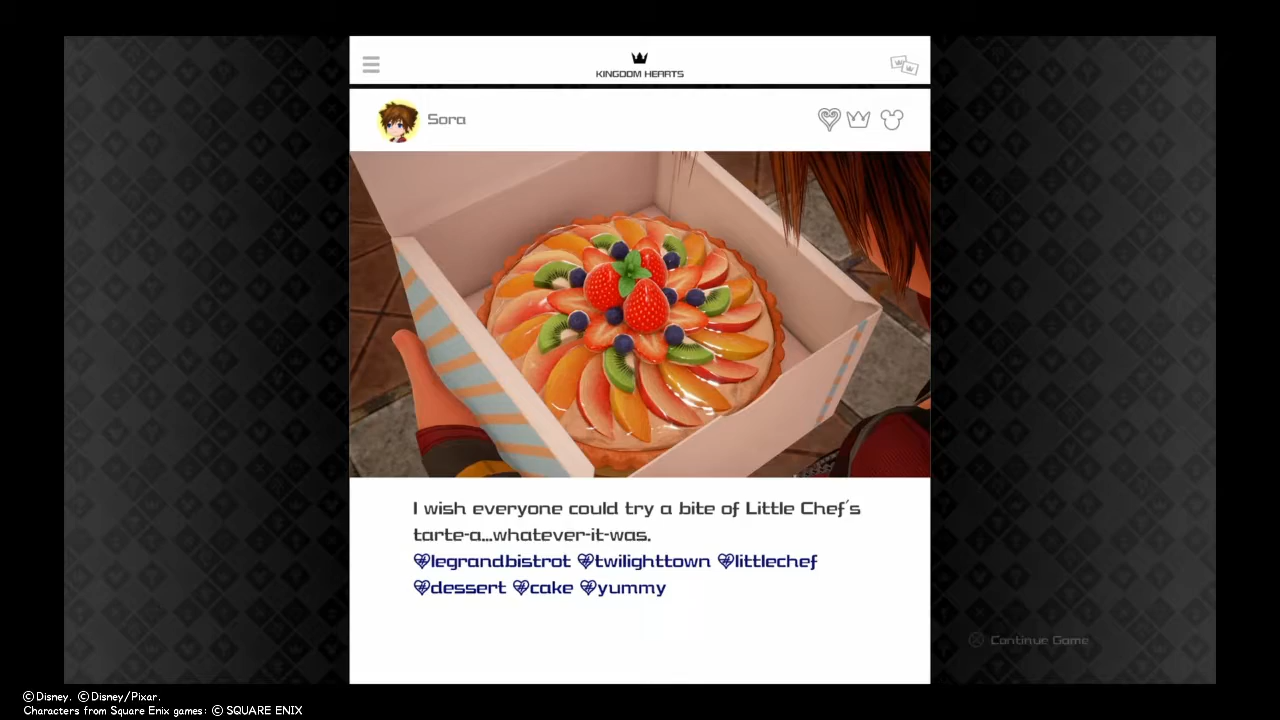 KINGDOM HEARTS
Sora
I wish everyone could try a bite of Little Chef's
tarte-a...whatever-it-was.
legrandbistrot twilighttown littlechef
dessert cake yummy
Continue Game
©Disney. ©Disney/Pixar.
Characters from Square Enix games: © SQUARE ENIX